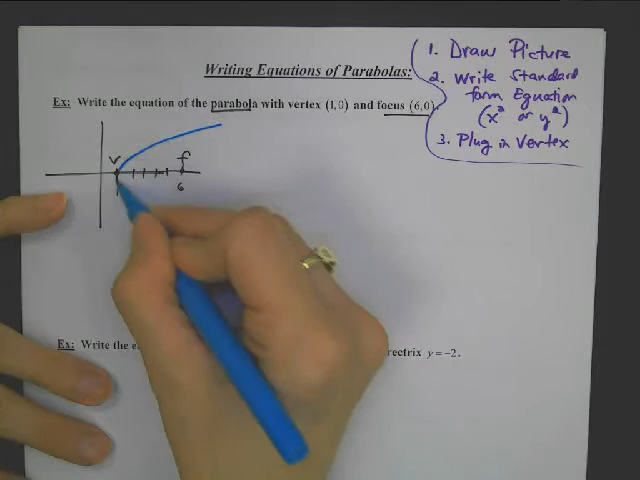 Writing Equations of Parabolas:
Ex: Write the equation of the parabola with vertex (1,0) and focus (6,0).
1. Draw Picture
2. Write Standard
form Equation
(x² or y²)
3. Plug in Vertex
V f
6
Ex: Write the e rectrix y = -2.